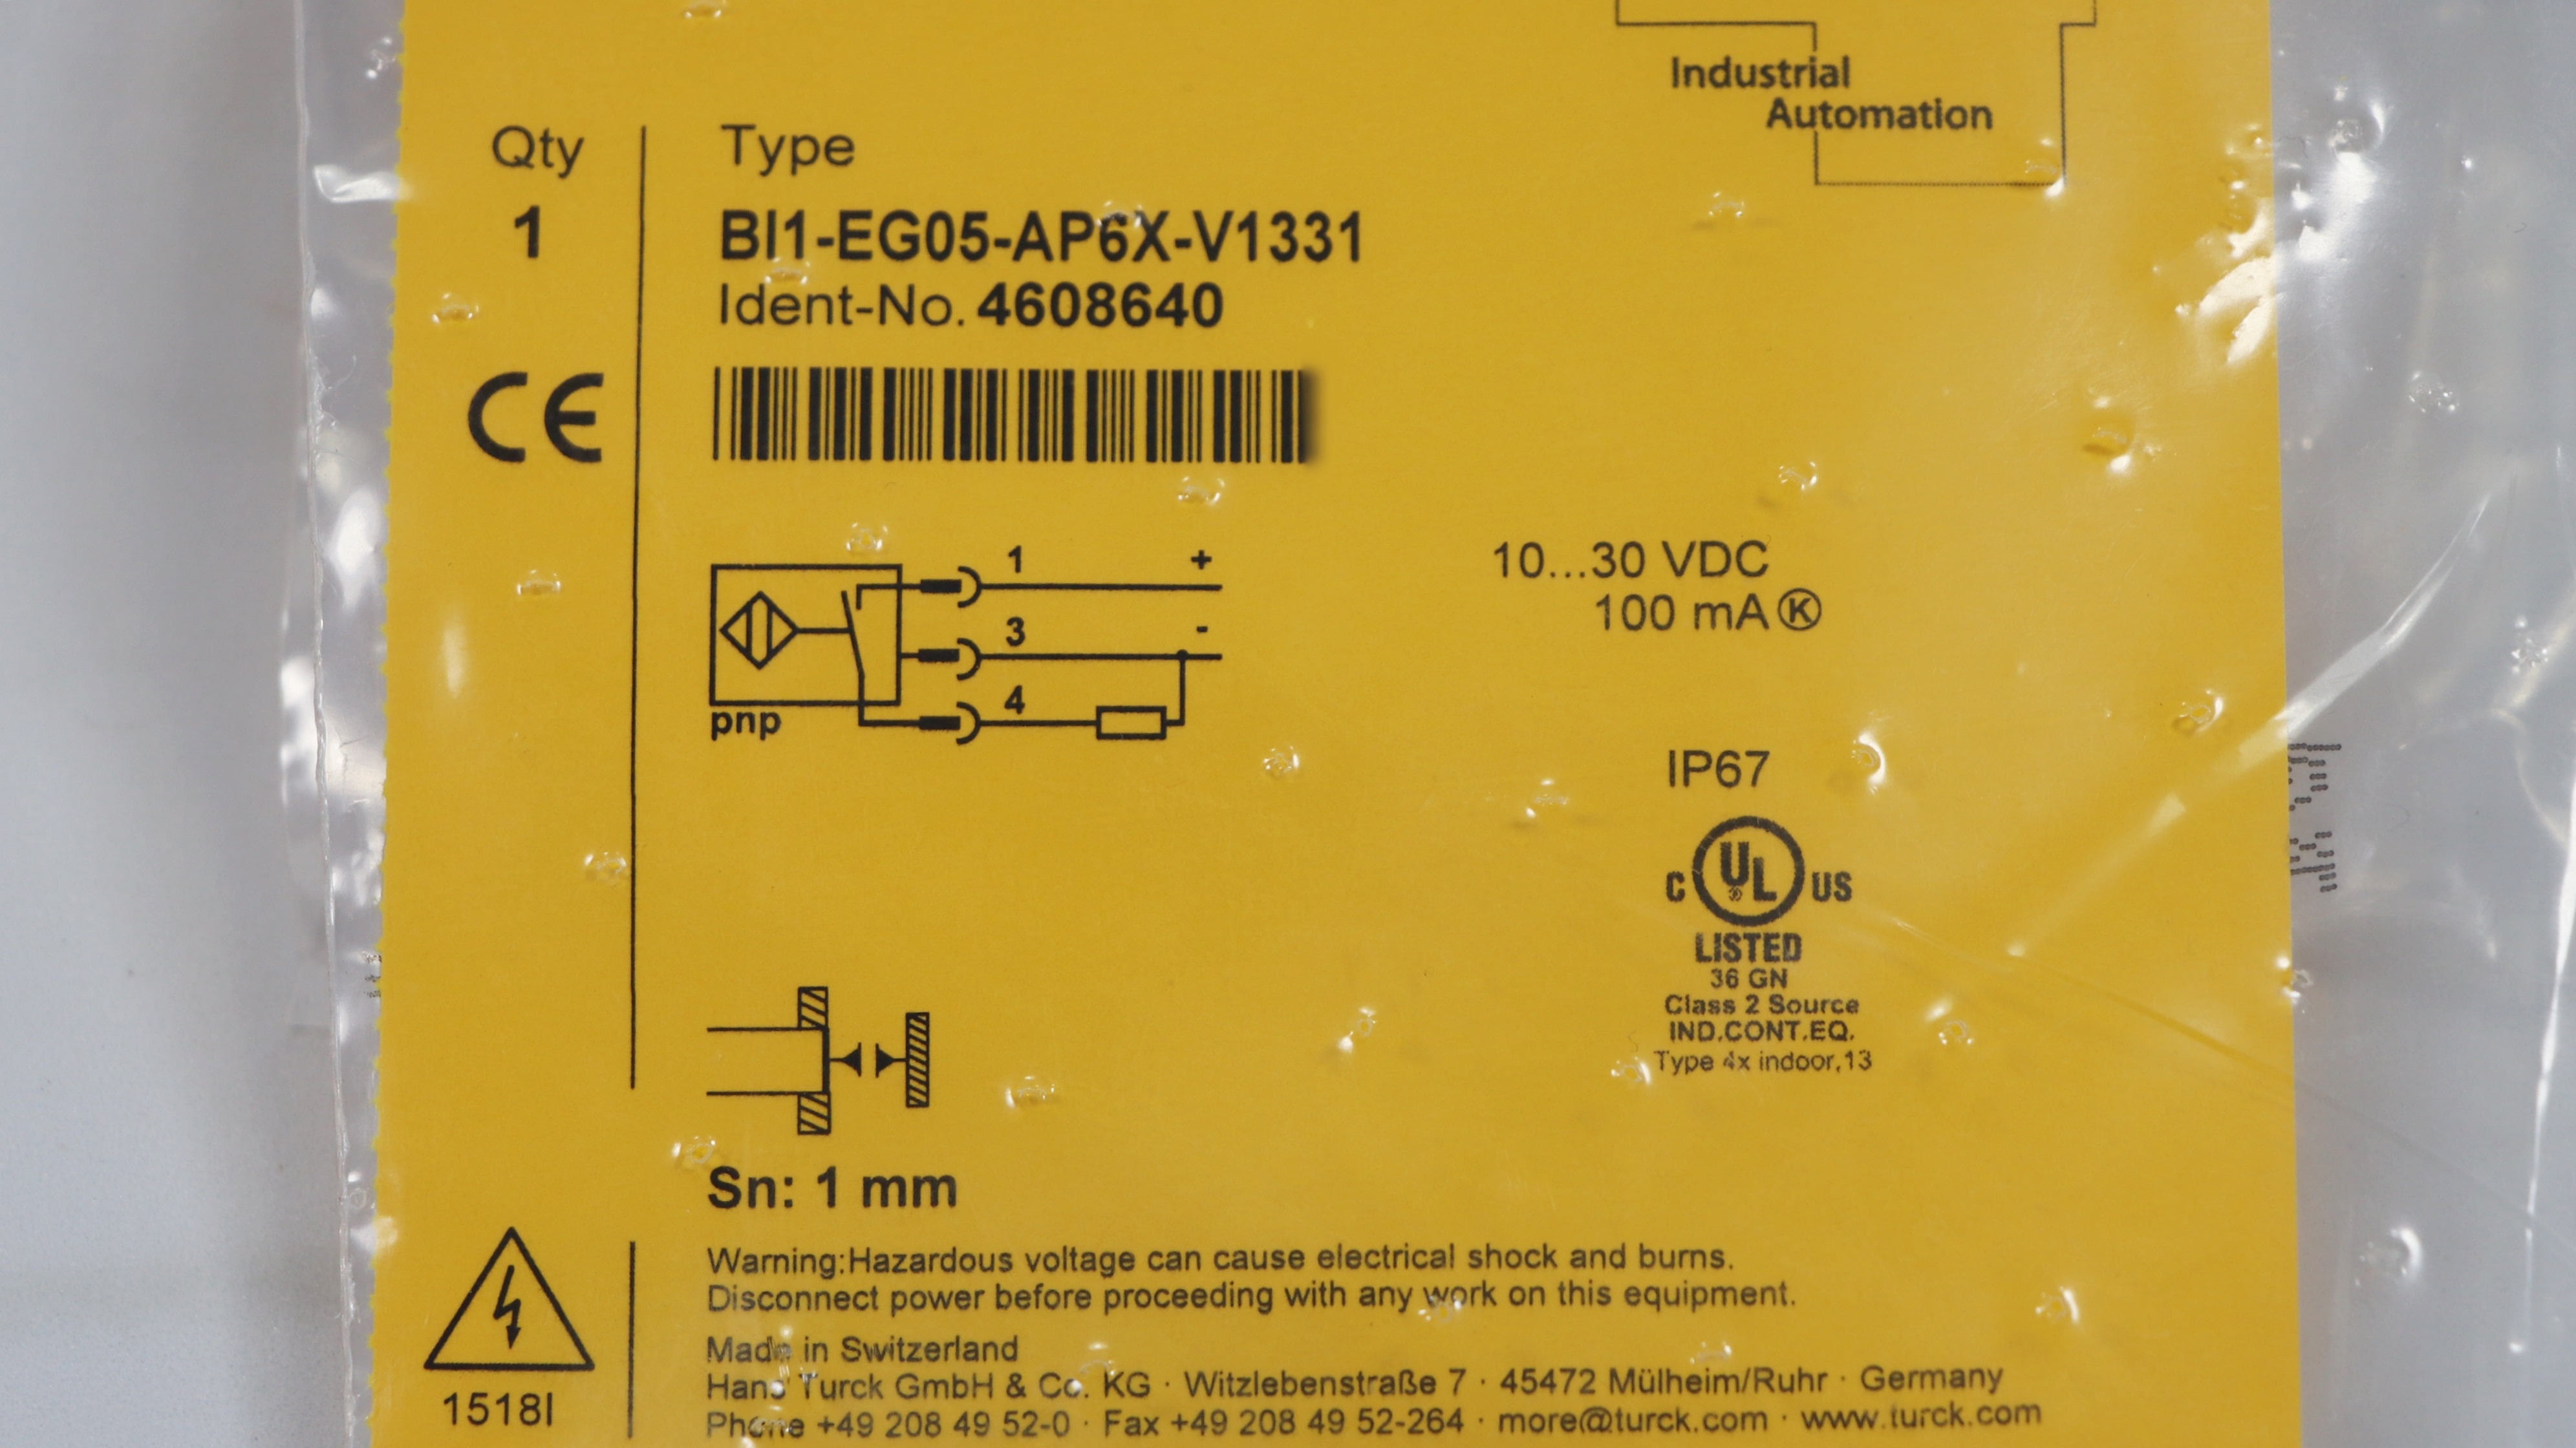 Industrial
Automation
Qty
Type
1
BI1-EG05-AP6X-V1331
Ident-No. 4608640
CE
1
+
10...30 VDC
100 mA Ⓚ
3
-
4
pnp
IP67
C UL US
LISTED
36 GN
Class 2 Source
IND.CONT.EQ.
Type 4x indoor,13
Sn: 1 mm
Warning:Hazardous voltage can cause electrical shock and burns.
Disconnect power before proceeding with any work on this equipment.
Made in Switzerland
Hans Turck GmbH & Co. KG · Witzlebenstraße 7 · 45472 Mülheim/Ruhr · Germany
1518I
Phone +49 208 49 52-0 · Fax +49 208 49 52-264 · more@turck.com · www.turck.com